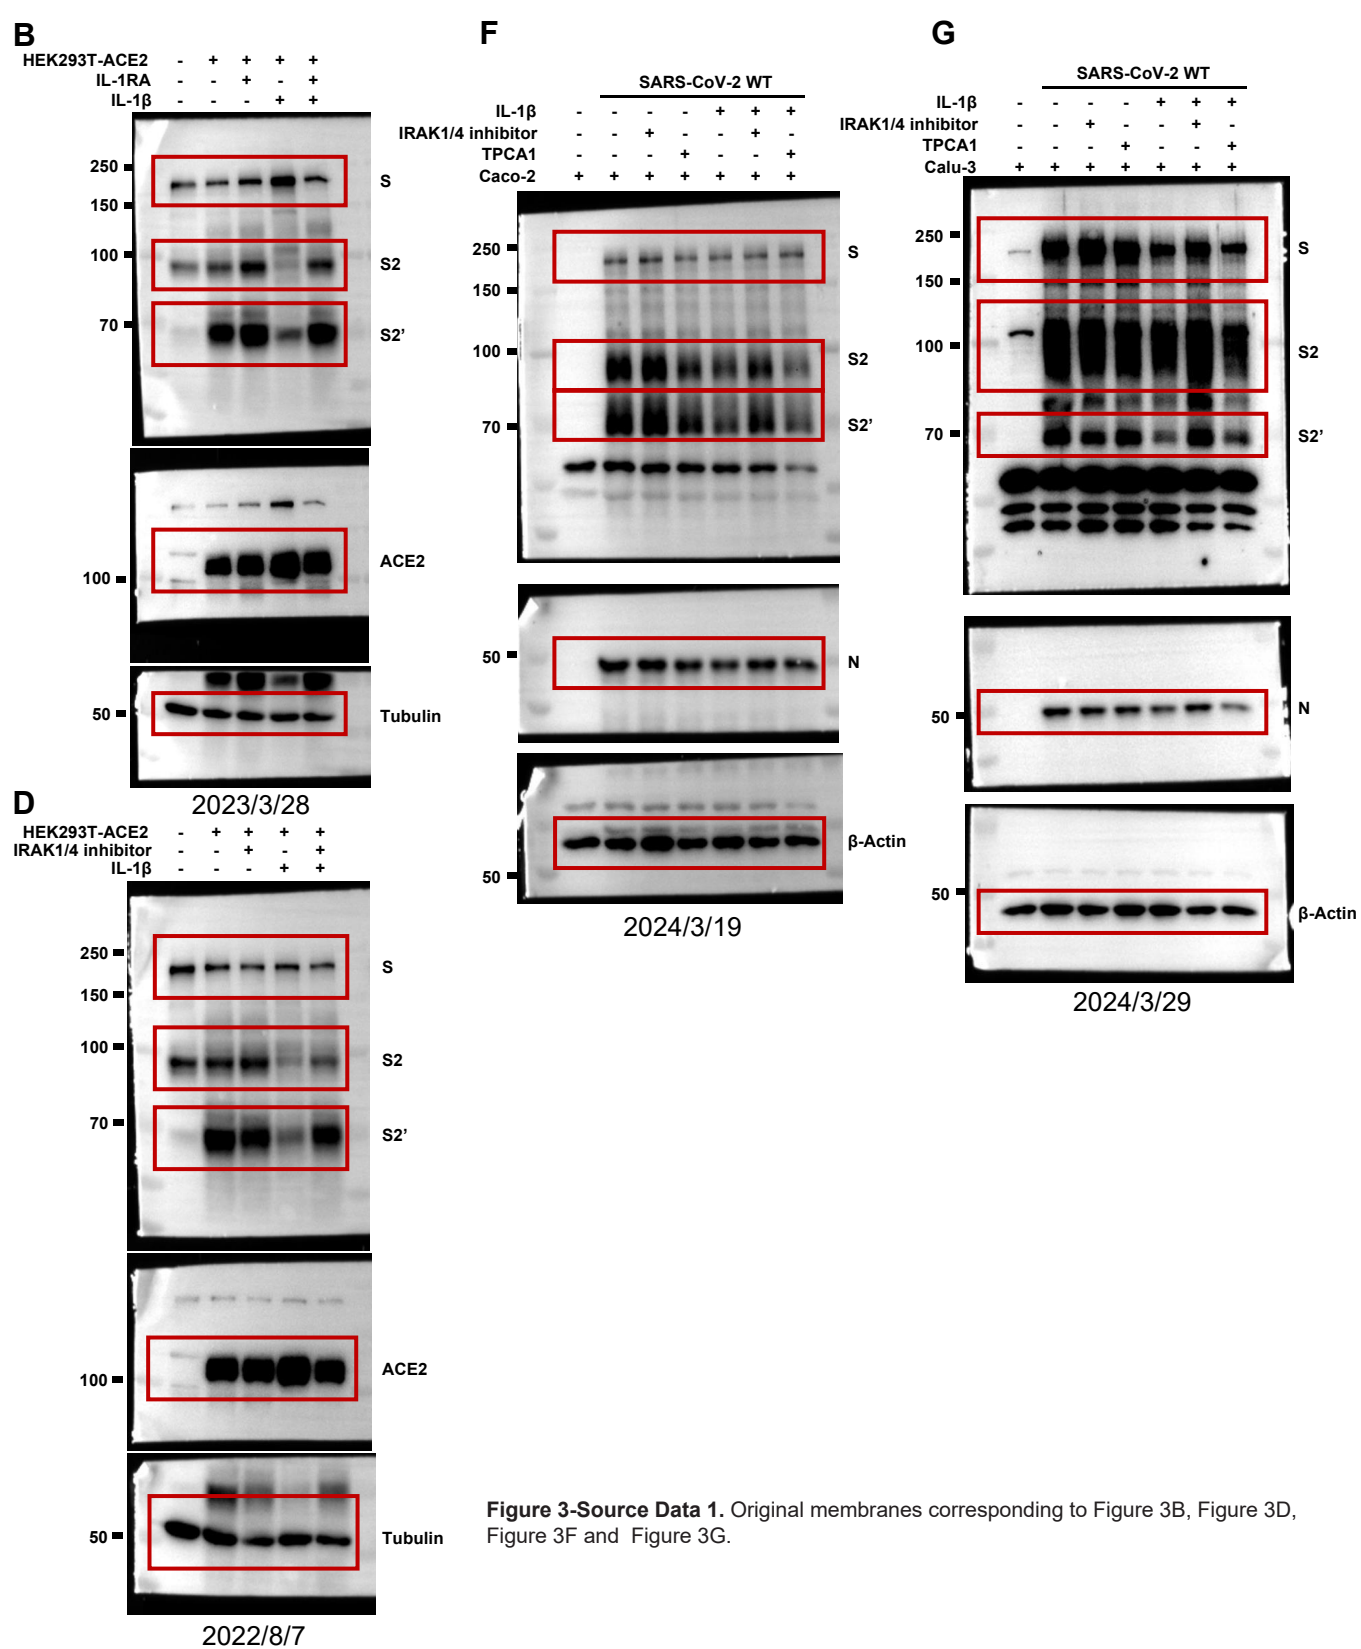 B
HEK293T-ACE2 - + + + +
IL-1RA - - + - +
IL-1β - - - + +
250
150
100
70
S
S2
S2’
100
ACE2
50
Tubulin
2023/3/28
D
HEK293T-ACE2 - + + + +
IRAK1/4 inhibitor - - + - +
IL-1β - - - + +
250
150
100
70
S
S2
S2’
100
ACE2
50
Tubulin
2022/8/7
F
SARS-CoV-2 WT
IL-1β - - - - + + +
IRAK1/4 inhibitor - - + - - + -
TPCA1 - - - + - - +
Caco-2 + + + + + + +
250
150
100
70
S
S2
S2’
50
N
50
β-Actin
2024/3/19
G
SARS-CoV-2 WT
IL-1β - - - - + + +
IRAK1/4 inhibitor - - + - - + -
TPCA1 - - - + - - +
Calu-3 + + + + + + +
250
150
100
70
S
S2
S2’
50
N
50
β-Actin
2024/3/29
Figure 3-Source Data 1. Original membranes corresponding to Figure 3B, Figure 3D,
Figure 3F and Figure 3G.